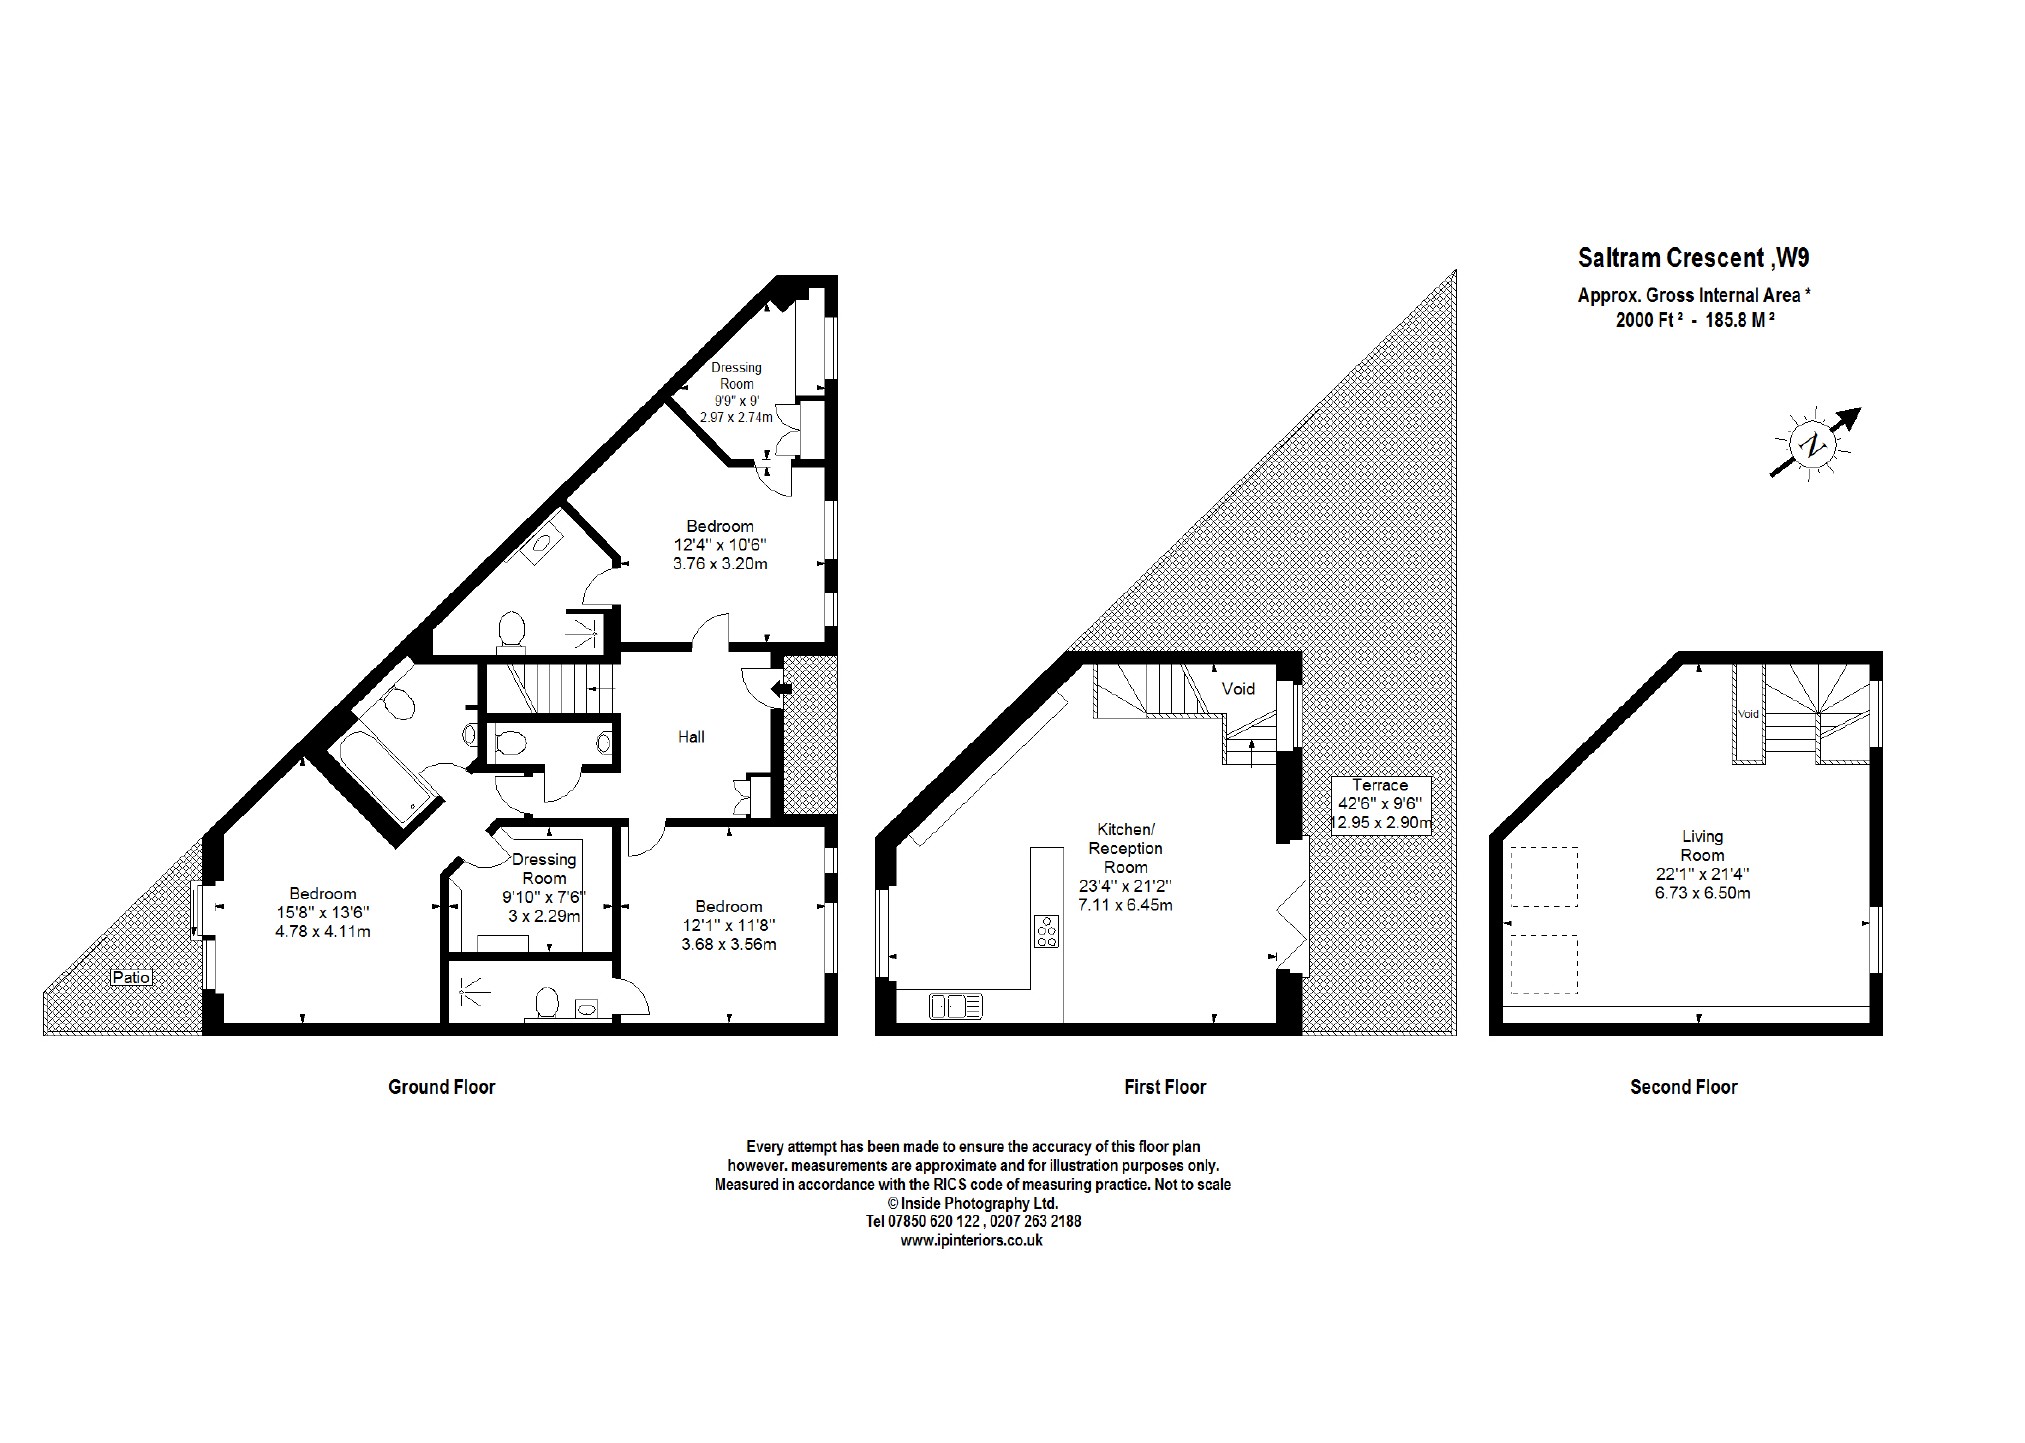 Saltram Crescent ,W9
Approx. Gross Internal Area *
2000 Ft ² - 185.8 M ²
N
Dressing
Room
9'9" x 9'
2.97 x 2.74m
Bedroom
12'4" x 10'6"
3.76 x 3.20m
Hall
Dressing
Room
9'10" x 7'6"
3 x 2.29m
Bedroom
15'8" x 13'6"
4.78 x 4.11m
Bedroom
12'1" x 11'8"
3.68 x 3.56m
Patio
Ground Floor
Void
Terrace
42'6" x 9'6"
12.95 x 2.90m
Kitchen/
Reception
Room
23'4" x 21'2"
7.11 x 6.45m
First Floor
Void
Living
Room
22'1" x 21'4"
6.73 x 6.50m
Second Floor
Every attempt has been made to ensure the accuracy of this floor plan
however. measurements are approximate and for illustration purposes only.
Measured in accordance with the RICS code of measuring practice. Not to scale
© Inside Photography Ltd.
Tel 07850 620 122 , 0207 263 2188
www.ipinteriors.co.uk